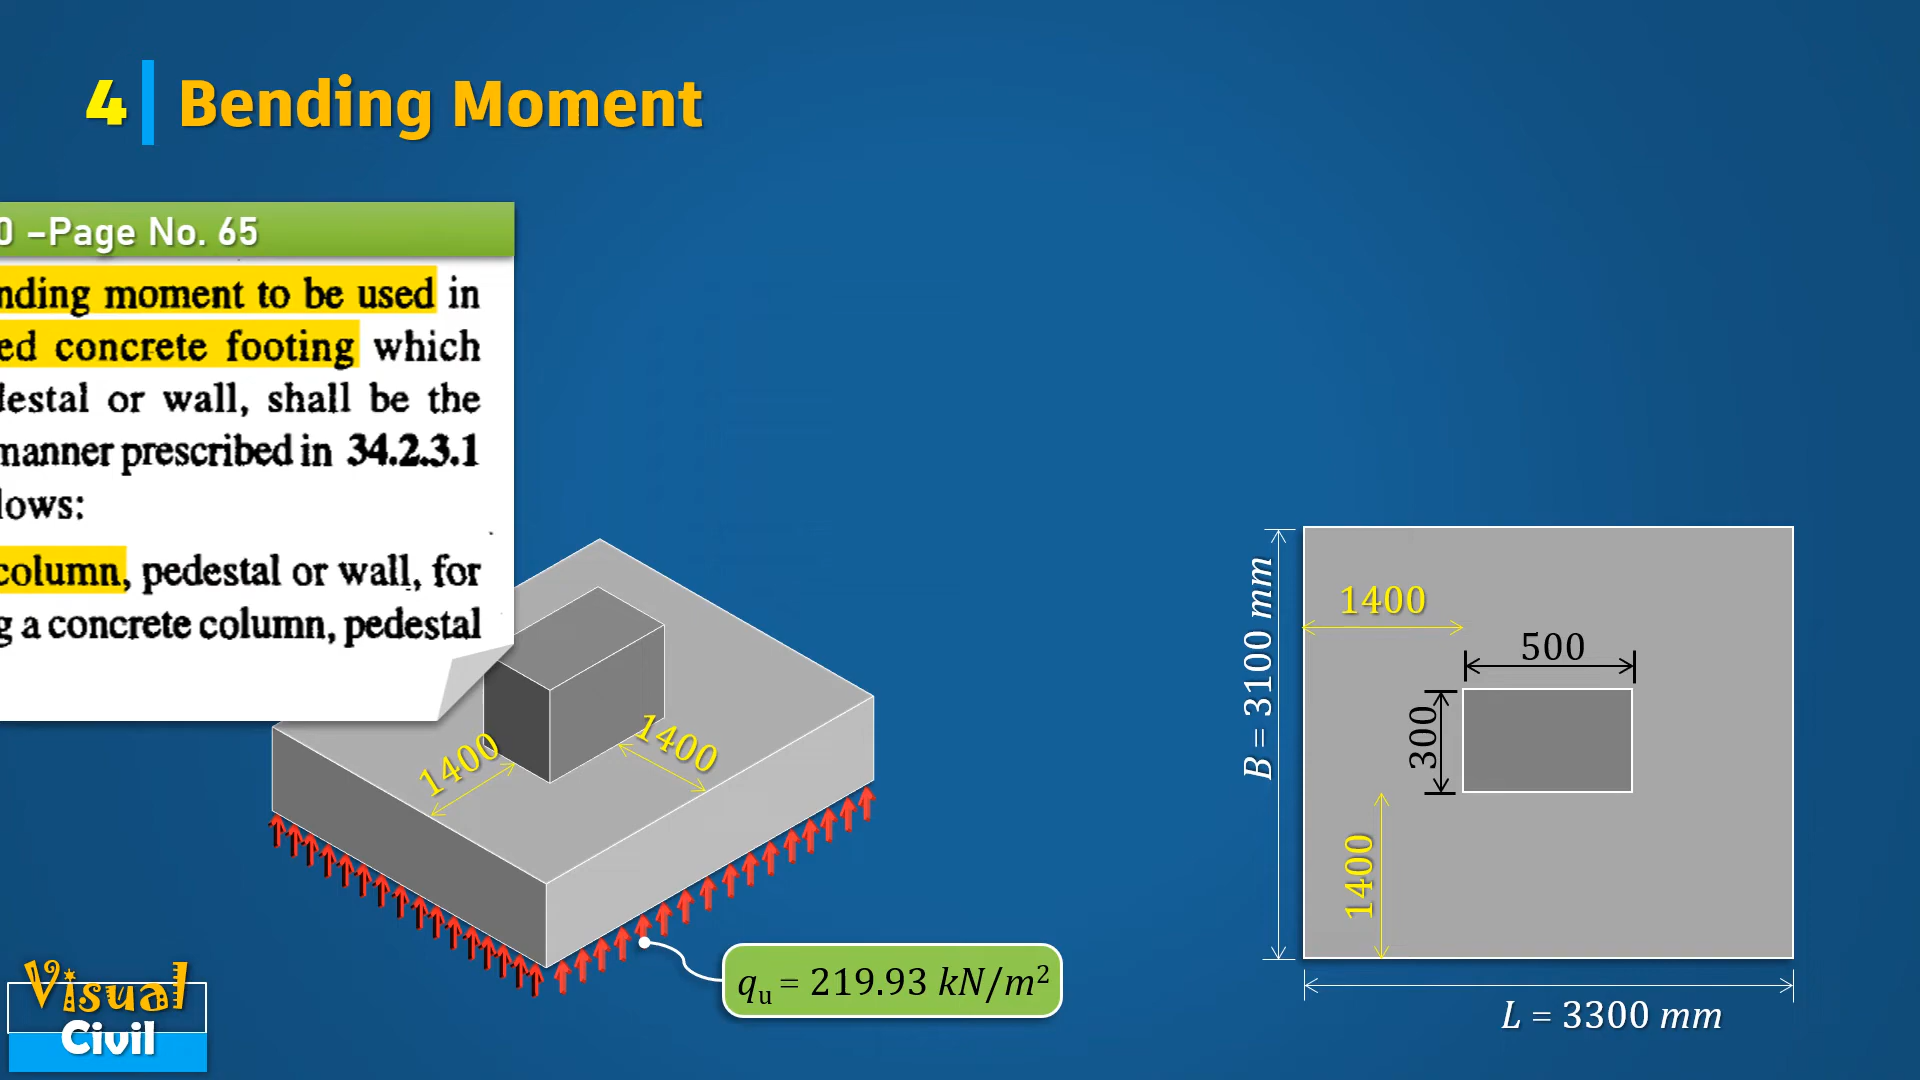 4 Bending Moment
0 –Page No. 65
nding moment to be used in
ed concrete footing which
destal or wall, shall be the
manner prescribed in 34.2.3.1
lows:
column, pedestal or wall, for
g a concrete column, pedestal
1400
1400
qu = 219.93 kN/m²
B = 3100 mm
1400
500
300
1400
L = 3300 mm
Visual
Civil